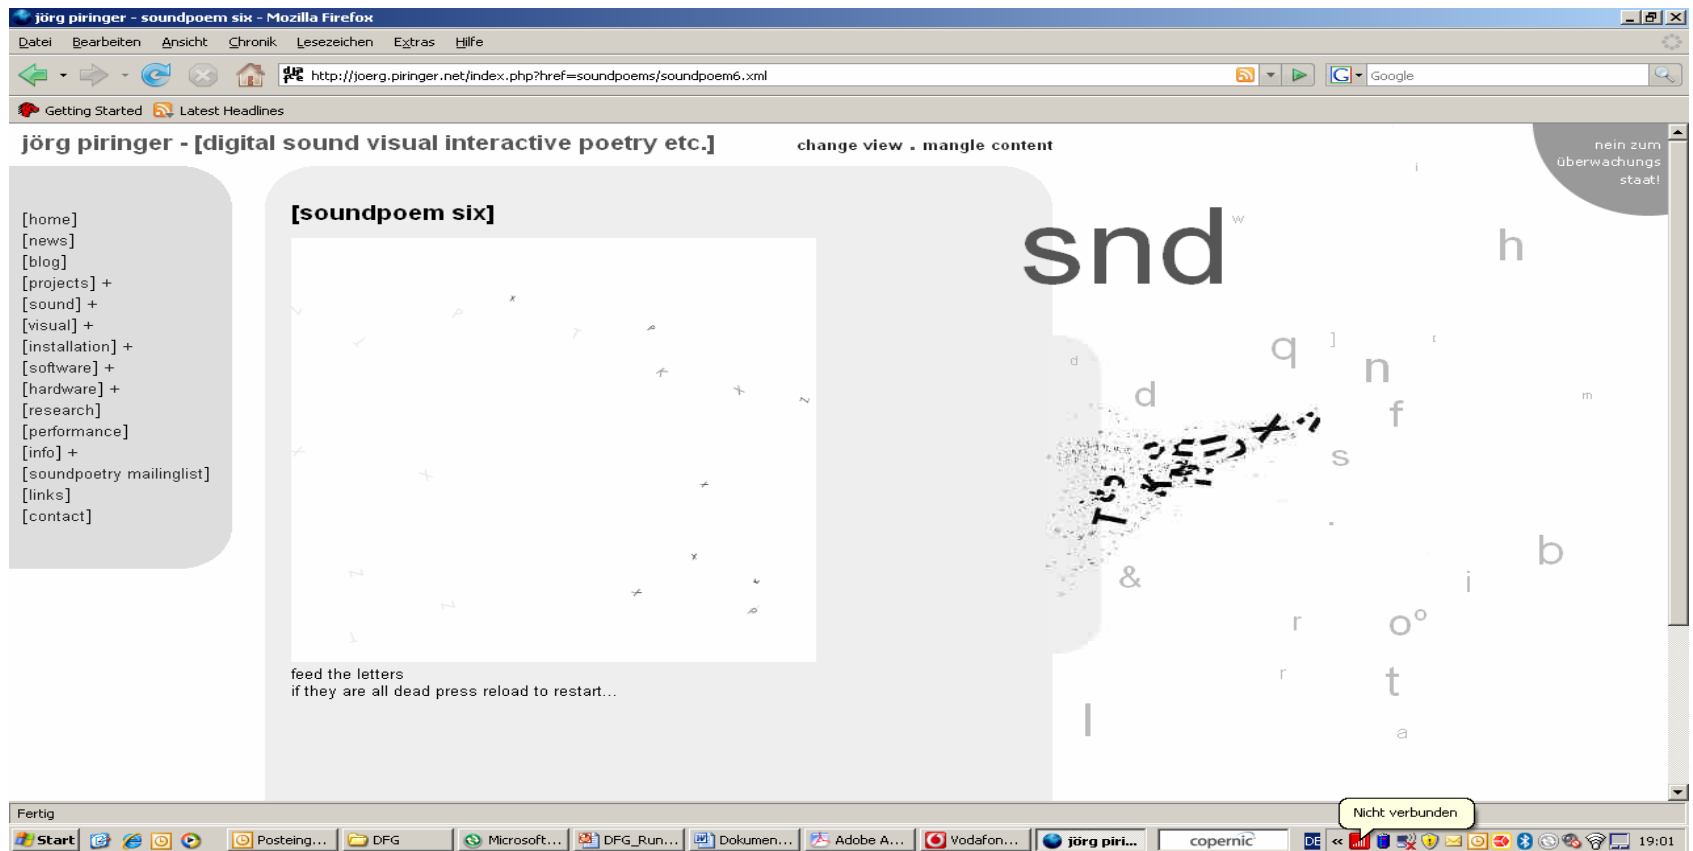 jörg piringer - soundpoem six - Mozilla Firefox
Datei Bearbeiten Ansicht Chronik Lesezeichen Extras Hilfe
http://joerg.piringer.net/index.php?href=soundpoems/soundpoem6.xml
G Google
Getting Started Latest Headlines
jörg piringer - [digital sound visual interactive poetry etc.]
change view . mangle content
nein zum
überwachungs
staat!
[home]
[news]
[blog]
[projects] +
[sound] +
[visual] +
[installation] +
[software] +
[hardware] +
[research]
[performance]
[info] +
[soundpoetry mailinglist]
[links]
[contact]
[soundpoem six]
feed the letters
if they are all dead press reload to restart...
i
snd
w
h
q
]
n
d
d
f
m
s
b
&
i
r
o°
r
t
l
a
Fertig
Nicht verbunden
Start
Posteing...
DFG
Microsoft...
DFG_Run...
Dokumen...
Adobe A...
Vodafon...
jörg piri...
copernic
DE
«
19:01